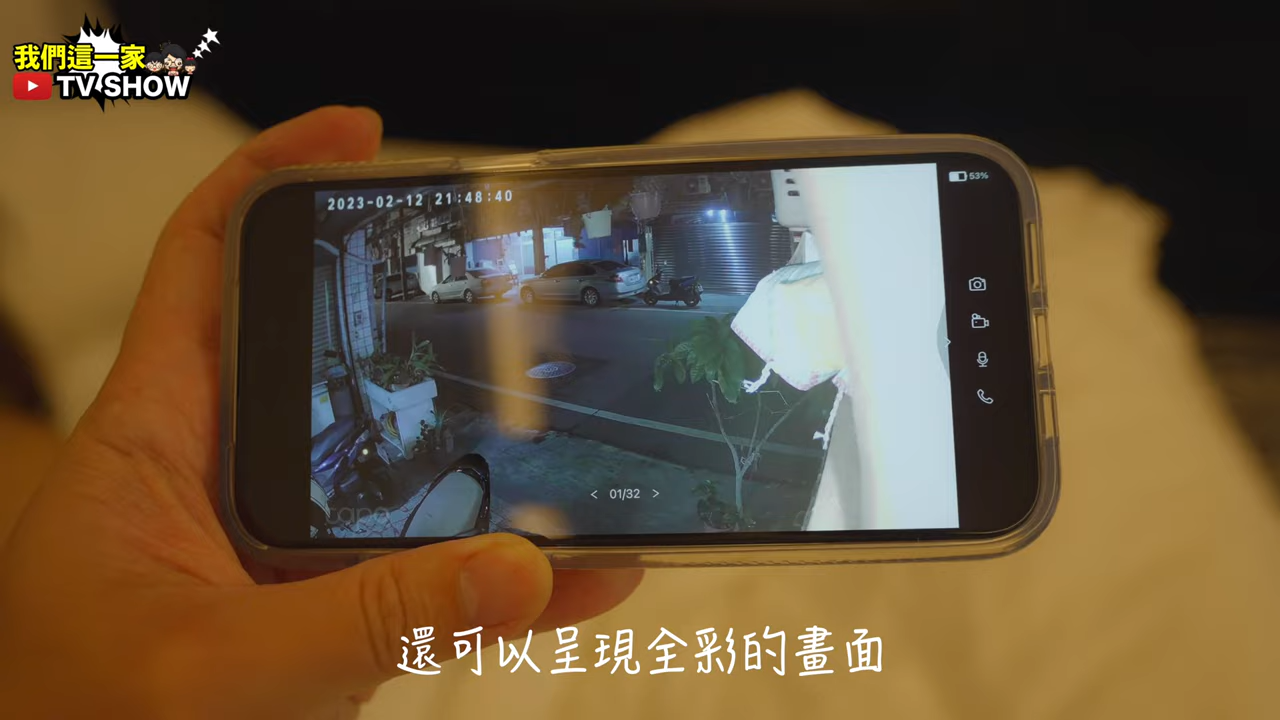 我們這一家
TV SHOW
2023-02-12 21:48:40
53%
< 01/32 >
tapo
還可以呈現全彩的畫面